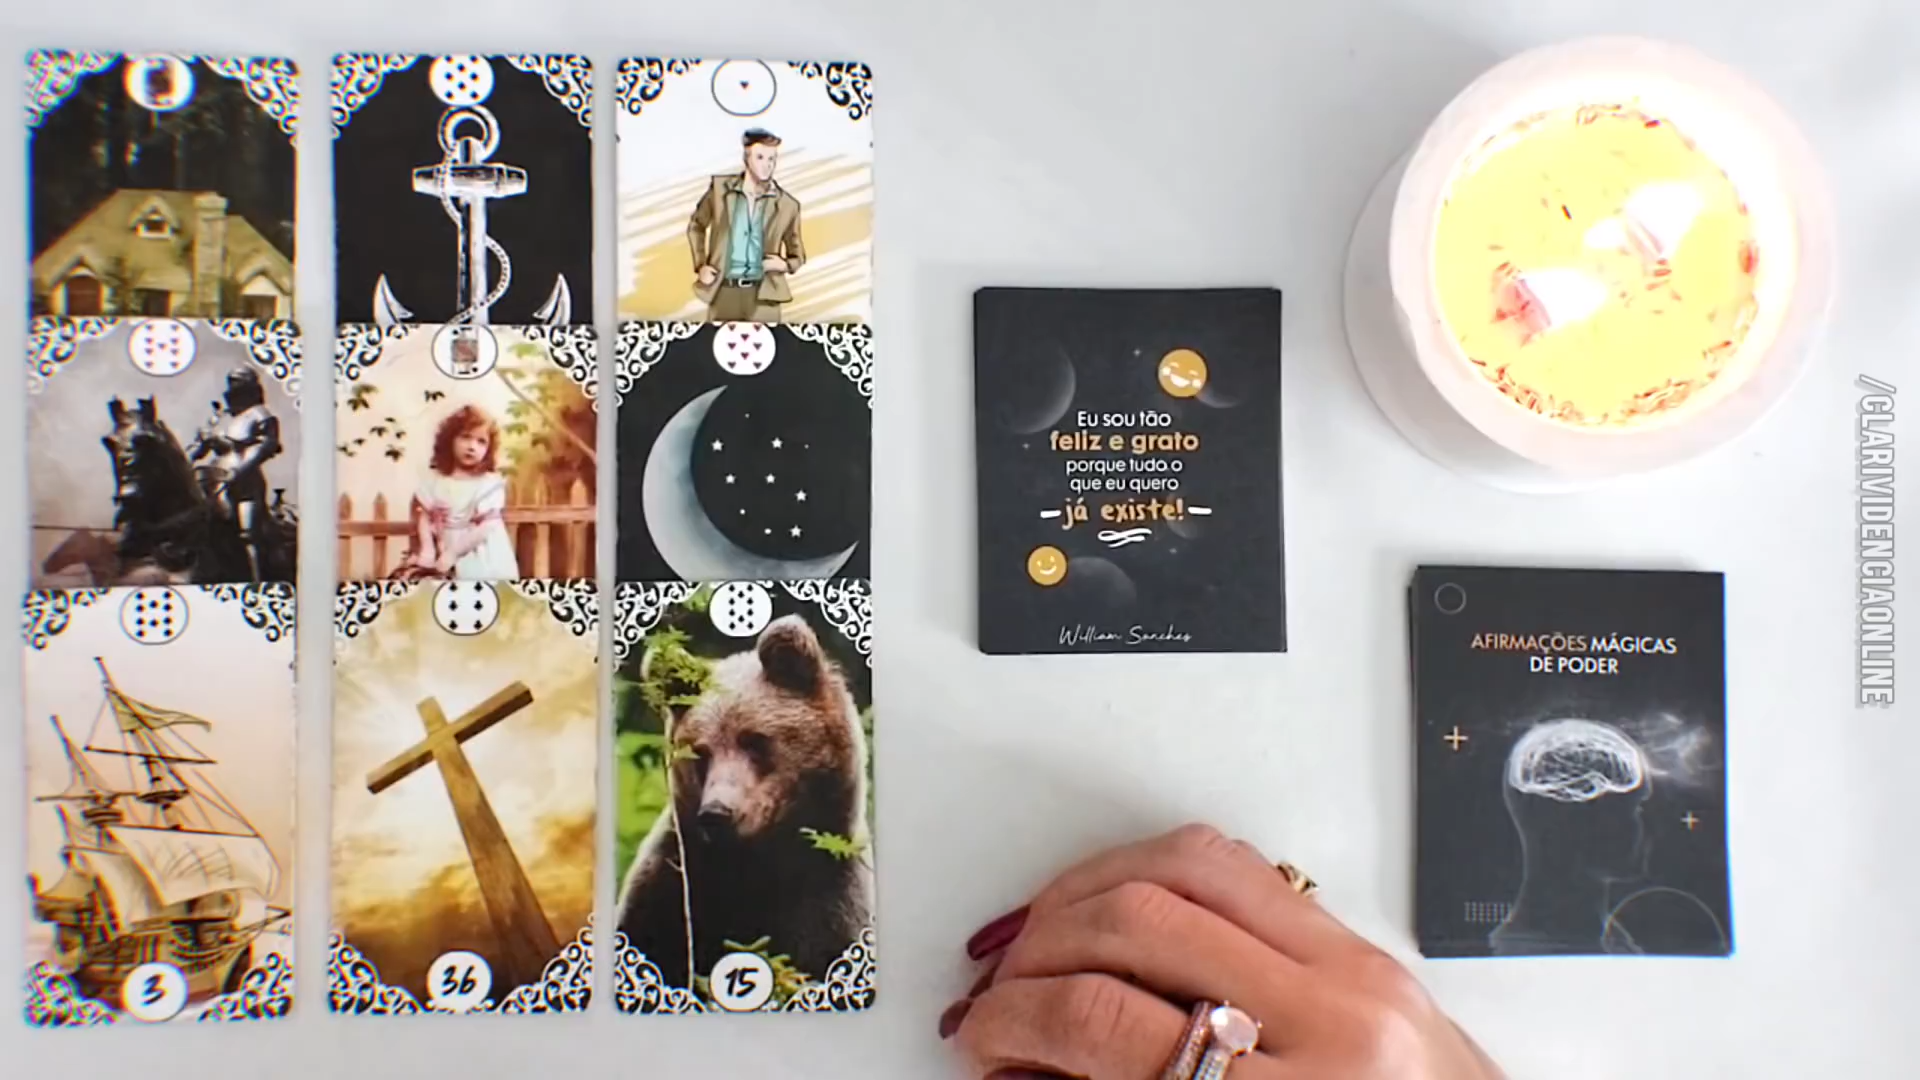 3
36
15
Eu sou tão
feliz e grato
porque tudo o
que eu quero
já existe!
William Sanches
AFIRMAÇÕES MÁGICAS
DE PODER
/CLARIVIDENCIAONLINE